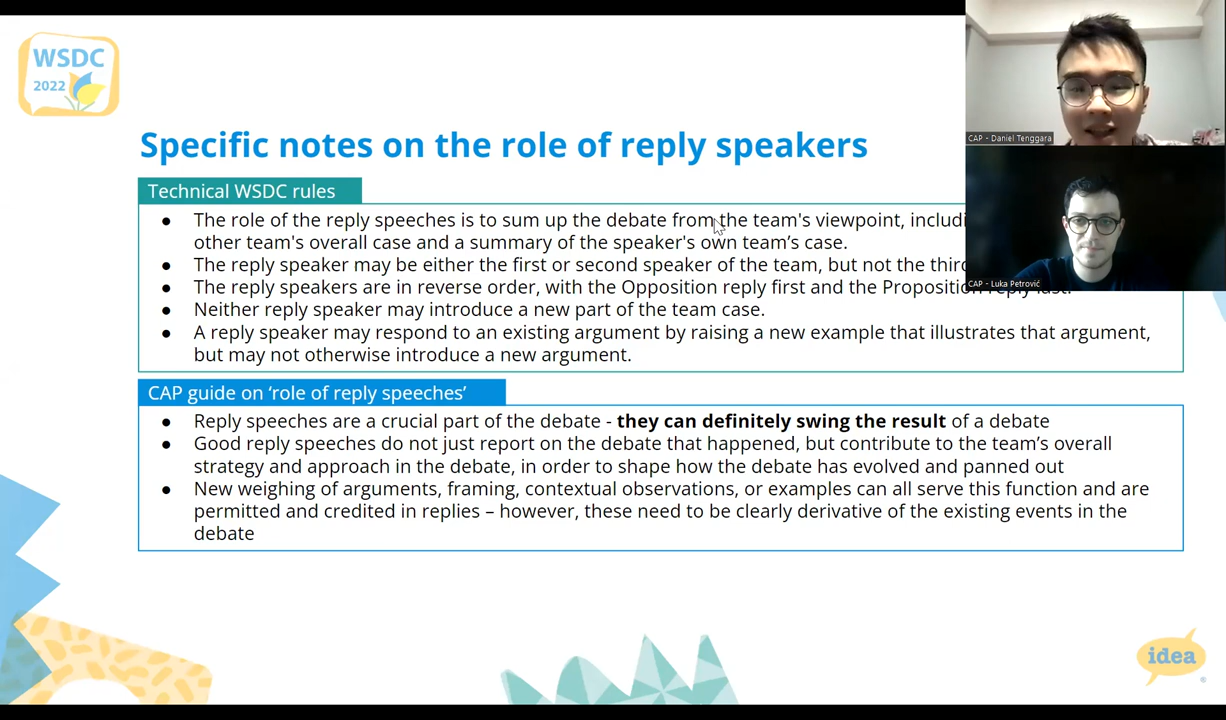 WSDC
2022
Specific notes on the role of reply speakers
CAP - Daniel Tenggara
Technical WSDC rules
● The role of the reply speeches is to sum up the debate from the team's viewpoint,
other team's overall case and a summary of the speaker's own team’s case.
● The reply speaker may be either the first or second speaker of the team, but not the
CAP - Luka Petrović
● The reply speakers are in reverse order, with the Opposition reply first and the Proposition reply last.
● Neither reply speaker may introduce a new part of the team case.
● A reply speaker may respond to an existing argument by raising a new example that illustrates that argument,
but may not otherwise introduce a new argument.
CAP guide on ‘role of reply speeches’
● Reply speeches are a crucial part of the debate - they can definitely swing the result of a debate
● Good reply speeches do not just report on the debate that happened, but contribute to the team’s overall
strategy and approach in the debate, in order to shape how the debate has evolved and panned out
● New weighing of arguments, framing, contextual observations, or examples can all serve this function and are
permitted and credited in replies – however, these need to be clearly derivative of the existing events in the
debate
idea
®